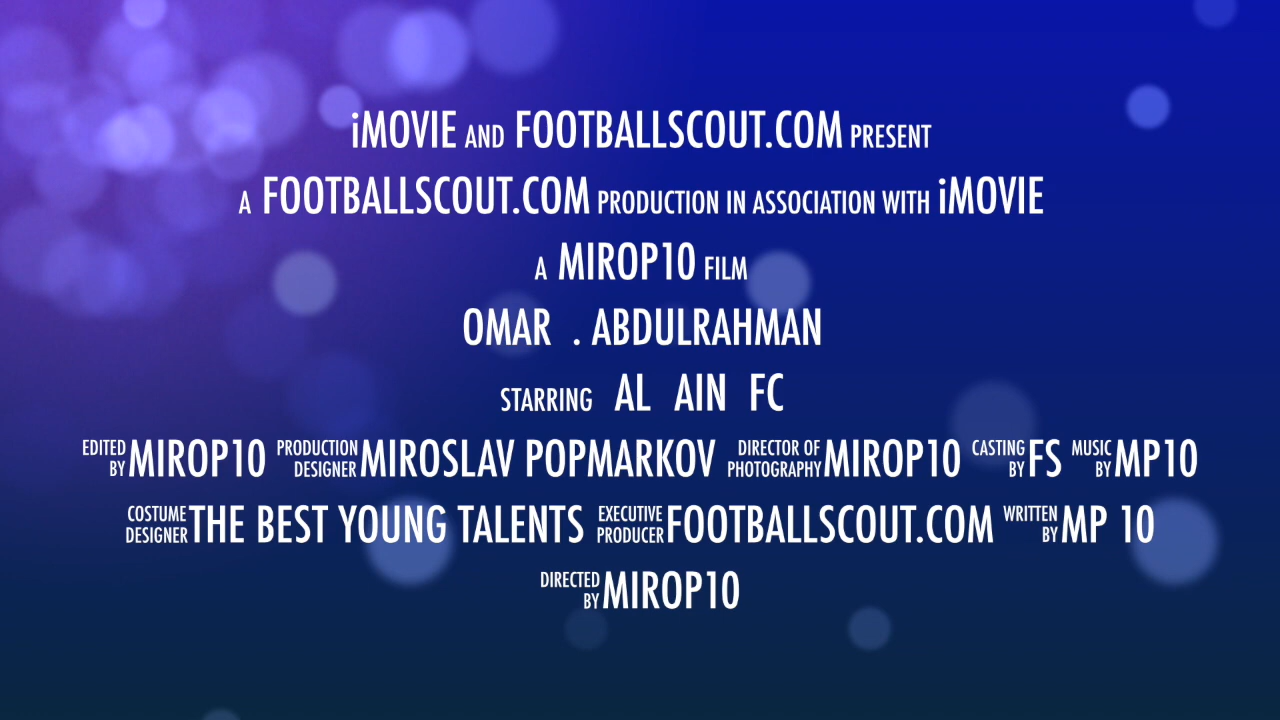 iMOVIE AND FOOTBALLSCOUT.COM PRESENT
A FOOTBALLSCOUT.COM PRODUCTION IN ASSOCIATION WITH iMOVIE
A MIROP10 FILM
OMAR . ABDULRAHMAN
STARRING AL AIN FC
EDITED BY MIROP10 PRODUCTION DESIGNER MIROSLAV POPMARKOV DIRECTOR OF PHOTOGRAPHY MIROP10 CASTING BY FS MUSIC BY MP10
COSTUME DESIGNER THE BEST YOUNG TALENTS EXECUTIVE PRODUCER FOOTBALLSCOUT.COM WRITTEN BY MP 10
DIRECTED BY MIROP10